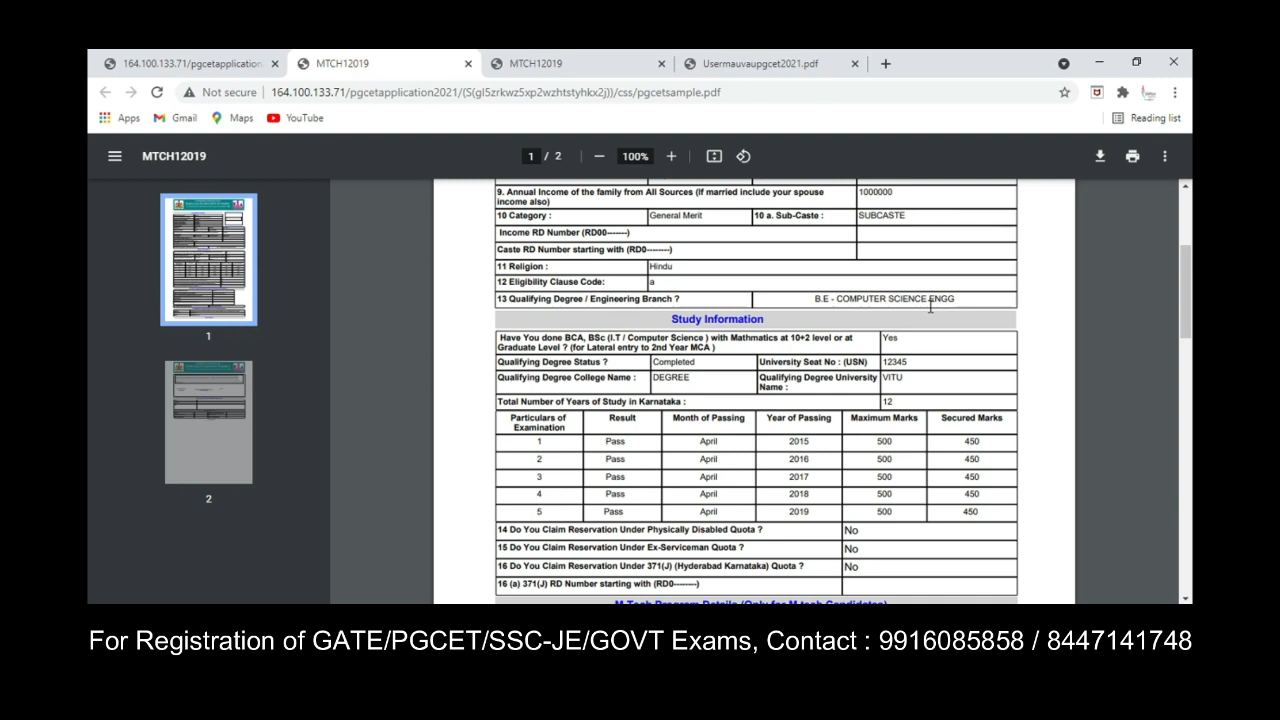 164.100.133.71/pgcetapplication
MTCH12019
MTCH12019
Usermauvaupgcet2021.pdf
Not secure
164.100.133.71/pgcetapplication2021/(S(gl5zrkwz5xp2wzhtstyhkx2j))/css/pgcetsample.pdf
Apps Gmail Maps YouTube Reading list
MTCH12019 1 / 2 100%
9. Annual Income of the family from All Sources (If married include your spouse income also) 1000000
10 Category : General Merit 10 a. Sub-Caste : SUBCASTE
Income RD Number (RD00-------)
Caste RD Number starting with (RD0--------)
11 Religion : Hindu
12 Eligibility Clause Code: a
13 Qualifying Degree / Engineering Branch ? B.E - COMPUTER SCIENCE ENGG
Study Information
Have You done BCA, BSc (I.T / Computer Science ) with Mathmatics at 10+2 level or at Graduate Level ? (for Lateral entry to 2nd Year MCA ) Yes
Qualifying Degree Status ? Completed University Seat No : (USN) 12345
Qualifying Degree College Name : DEGREE Qualifying Degree University Name : VITU
Total Number of Years of Study in Karnataka : 12
Particulars of Examination Result Month of Passing Year of Passing Maximum Marks Secured Marks
1 Pass April 2015 500 450
2 Pass April 2016 500 450
3 Pass April 2017 500 450
4 Pass April 2018 500 450
5 Pass April 2019 500 450
14 Do You Claim Reservation Under Physically Disabled Quota ? No
15 Do You Claim Reservation Under Ex-Serviceman Quota ? No
16 Do You Claim Reservation Under 371(J) (Hyderabad Karnataka) Quota ? No
16 (a) 371(J) RD Number starting with (RD0--------)
M Tech Program Details (Only for M tech Candidates)
1
2
For Registration of GATE/PGCET/SSC-JE/GOVT Exams, Contact : 9916085858 / 8447141748